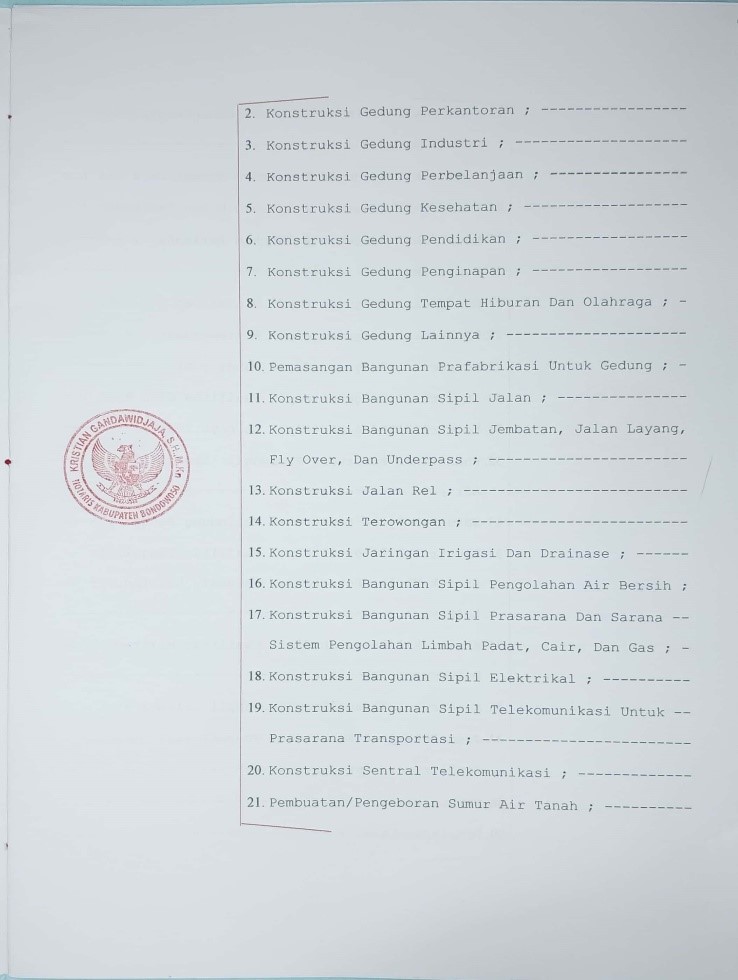 2. Konstruksi Gedung Perkantoran ; -----------------
3. Konstruksi Gedung Industri ; --------------------
4. Konstruksi Gedung Perbelanjaan ; ----------------
5. Konstruksi Gedung Kesehatan ; -------------------
6. Konstruksi Gedung Pendidikan ; ------------------
7. Konstruksi Gedung Penginapan ; ------------------
8. Konstruksi Gedung Tempat Hiburan Dan Olahraga ; -
9. Konstruksi Gedung Lainnya ; ---------------------
10. Pemasangan Bangunan Prafabrikasi Untuk Gedung ; -
11. Konstruksi Bangunan Sipil Jalan ; ---------------
12. Konstruksi Bangunan Sipil Jembatan, Jalan Layang,
Fly Over, Dan Underpass ; -----------------------
13. Konstruksi Jalan Rel ; --------------------------
14. Konstruksi Terowongan ; -------------------------
15. Konstruksi Jaringan Irigasi Dan Drainase ; ------
16. Konstruksi Bangunan Sipil Pengolahan Air Bersih ;
17. Konstruksi Bangunan Sipil Prasarana Dan Sarana --
Sistem Pengolahan Limbah Padat, Cair, Dan Gas ; -
18. Konstruksi Bangunan Sipil Elektrikal ; ----------
19. Konstruksi Bangunan Sipil Telekomunikasi Untuk --
Prasarana Transportasi ; ------------------------
20. Konstruksi Sentral Telekomunikasi ; -------------
21. Pembuatan/Pengeboran Sumur Air Tanah ; ----------
KRISTIAN GANDAWIDJAJA, S.H., M.Kn
NOTARIS KABUPATEN BONDOWOSO